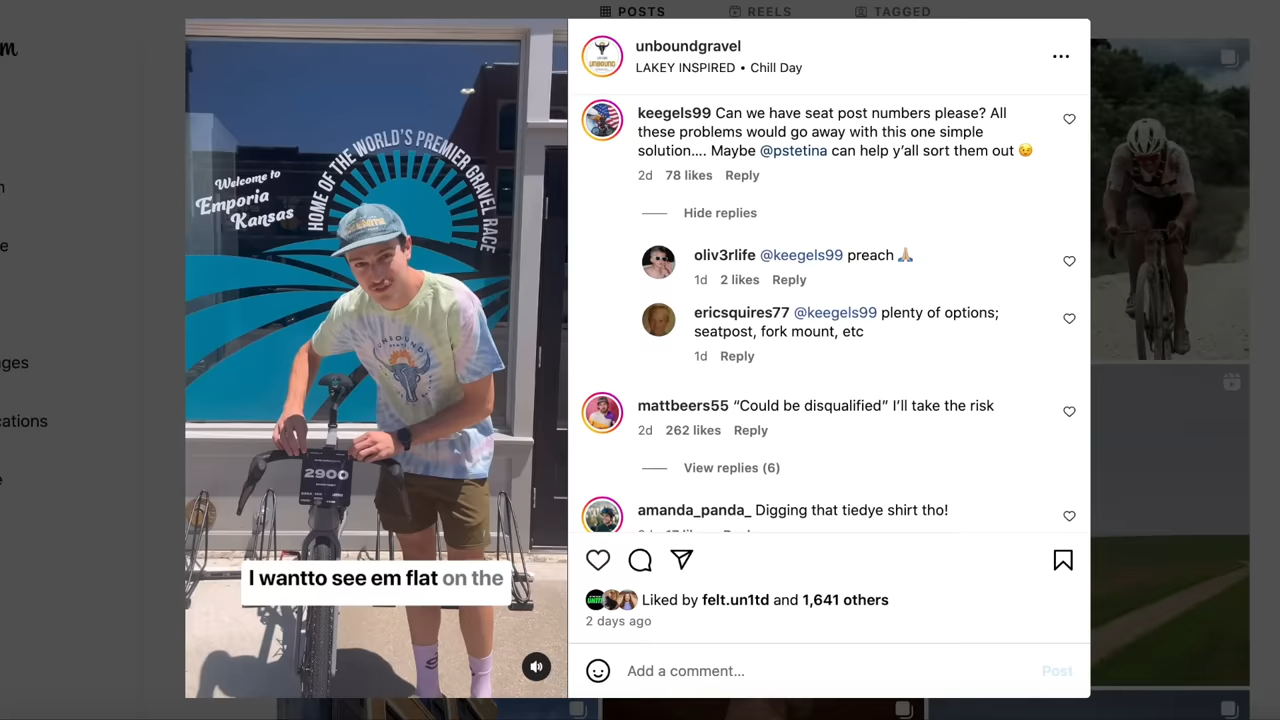 POSTS
REELS
TAGGED
m
unboundgravel
LAKEY INSPIRED • Chill Day
keegels99 Can we have seat post numbers please? All
these problems would go away with this one simple
solution.... Maybe @pstetina can help y'all sort them out 😉
2d 78 likes Reply
Hide replies
oliv3rlife @keegels99 preach 🙏🏼
1d 2 likes Reply
ericsquires77 @keegels99 plenty of options;
seatpost, fork mount, etc
1d Reply
mattbeers55 “Could be disqualified” I’ll take the risk
2d 262 likes Reply
View replies (6)
amanda_panda_ Digging that tiedye shirt tho!
Liked by felt.un1td and 1,641 others
2 days ago
Add a comment...
Post
HOME OF THE WORLD'S PREMIER GRAVEL RACE
Welcome to
Emporia
Kansas
UNBOUND
2900
I wantto see em flat on the
n
e
ges
cations
e